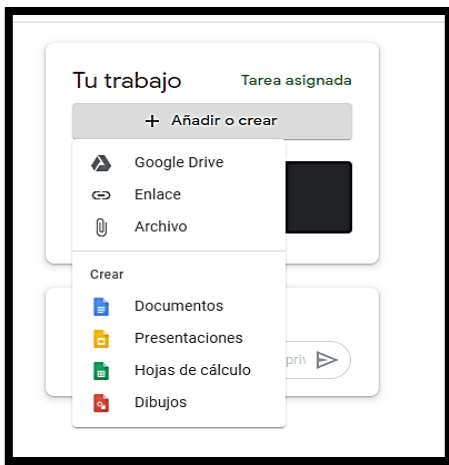 Tu trabajo
Tarea asignada
+ Añadir o crear
Google Drive
Enlace
Archivo
Crear
Documentos
Presentaciones
Hojas de cálculo
Dibujos